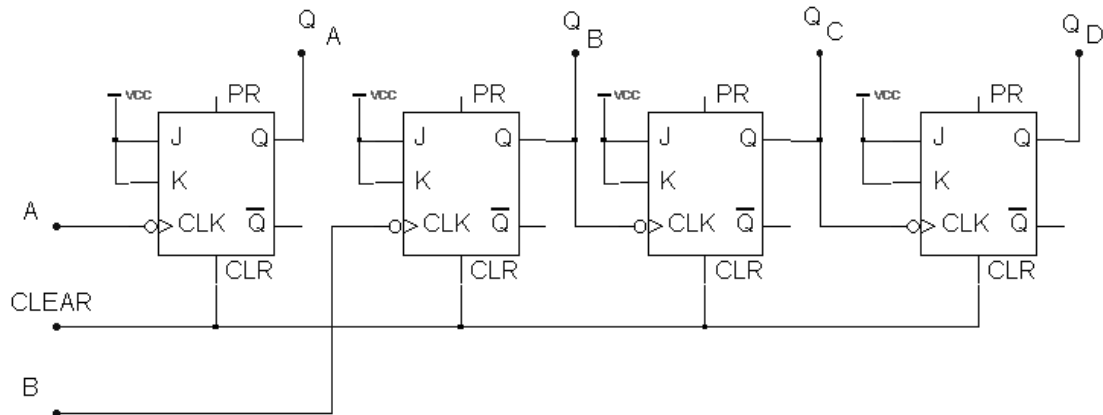 Q A
Q B
Q C
Q D
VCC PR
VCC PR
VCC PR
VCC PR
J Q
J Q
J Q
J Q
K
K
K
K
A
CLK Q̅
CLK Q̅
CLK Q̅
CLK Q̅
CLR
CLR
CLR
CLR
CLEAR
B